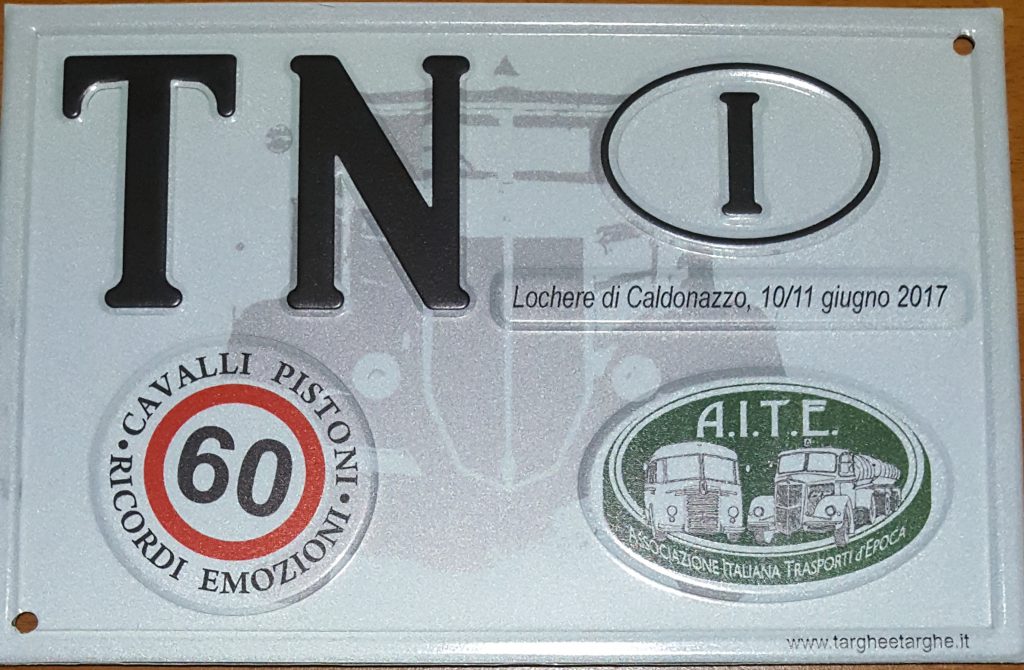 TN
I
Lochere di Caldonazzo, 10/11 giugno 2017
CAVALLI PISTONI
60
• RICORDI EMOZIONI •
A.I.T.E.
ASSOCIAZIONE ITALIANA TRASPORTI d'EPOCA
www.targheetarghe.it